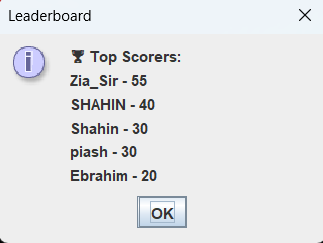 Leaderboard
🏆 Top Scorers:
Zia_Sir - 55
SHAHIN - 40
Shahin - 30
piash - 30
Ebrahim - 20
OK